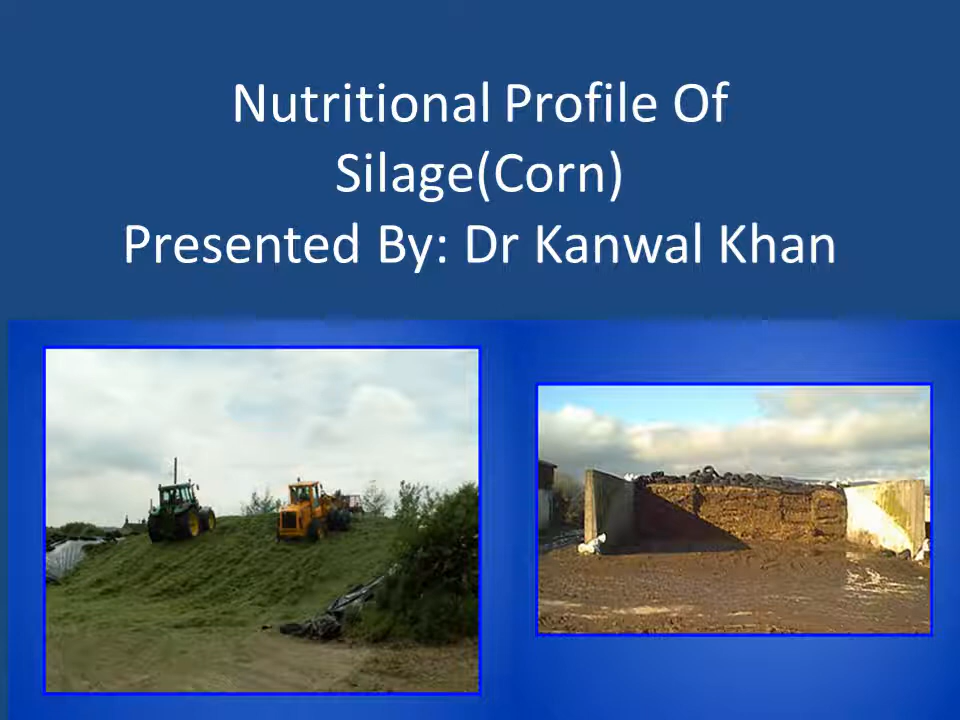 Nutritional Profile Of
Silage(Corn)
Presented By: Dr Kanwal Khan